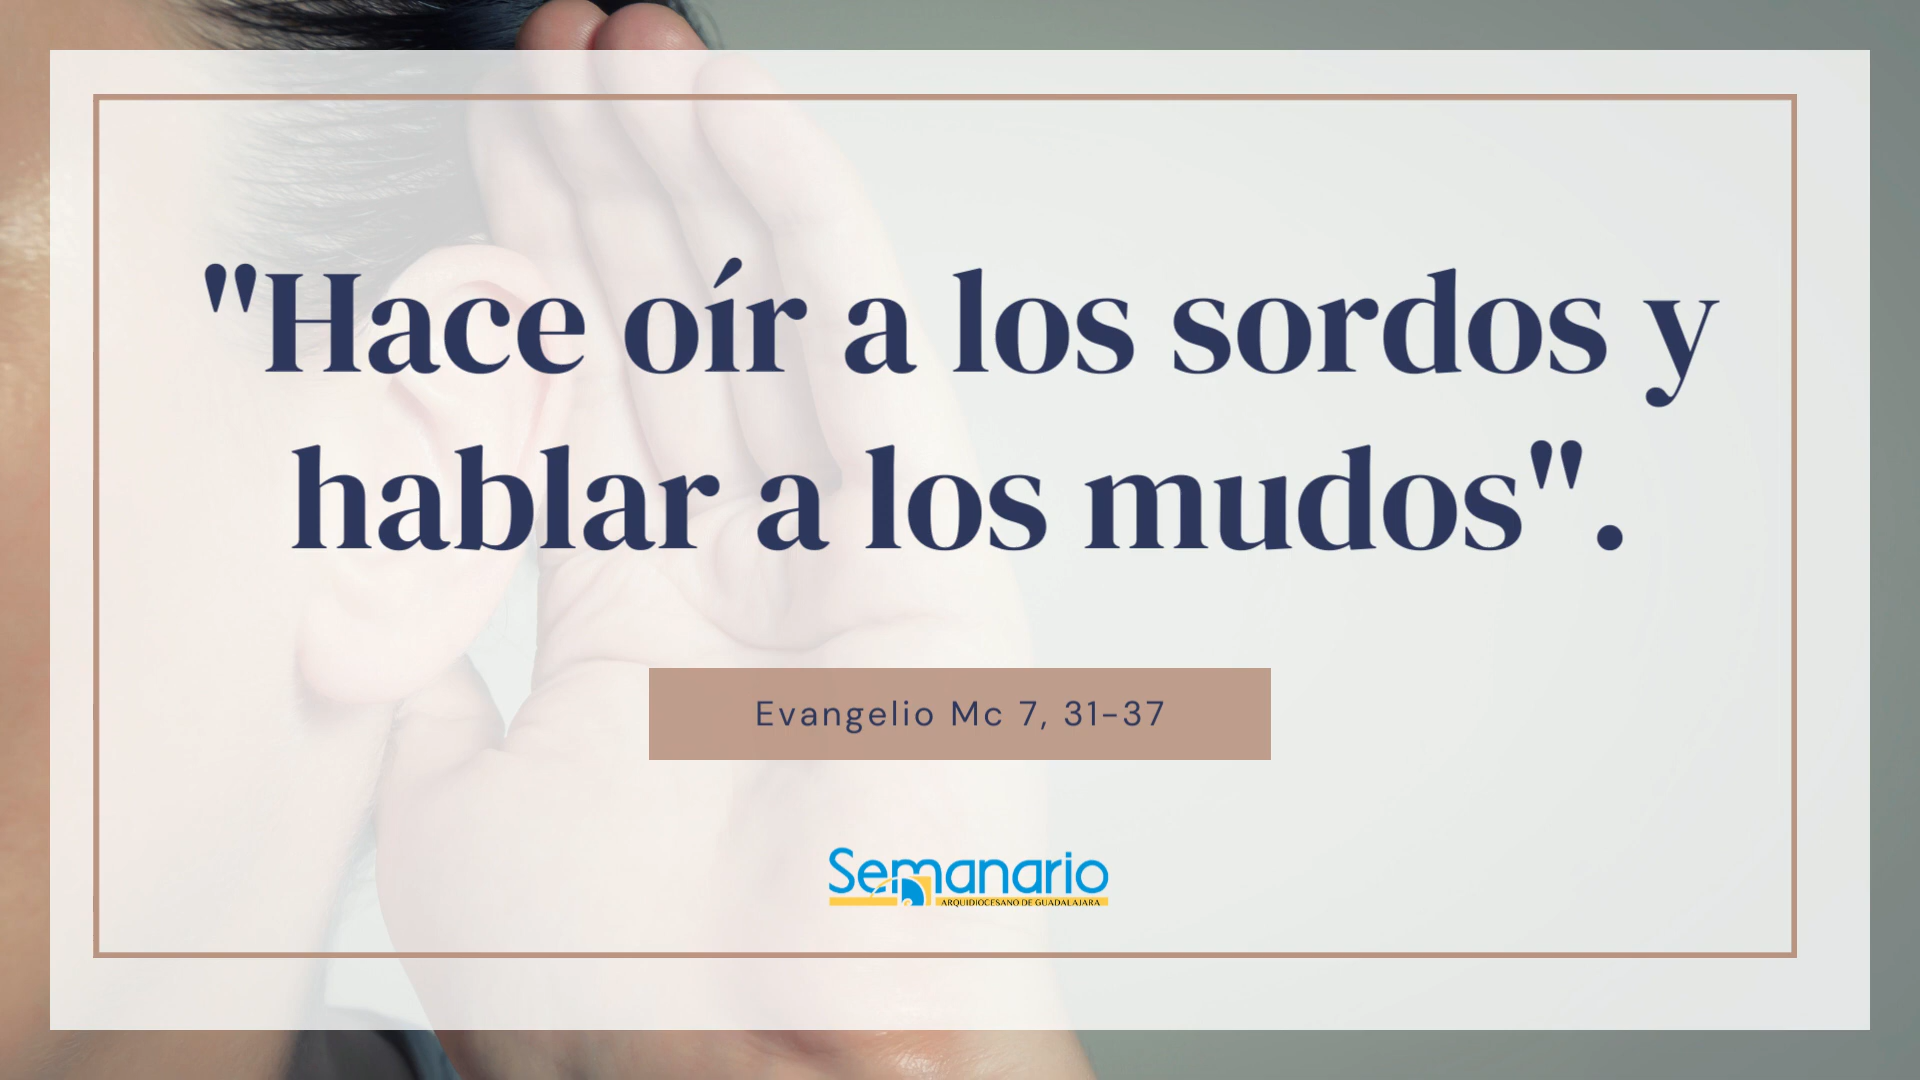 "Hace oír a los sordos y
hablar a los mudos".
Evangelio Mc 7, 31-37
Semanario
ARQUIDIOCESANO DE GUADALAJARA